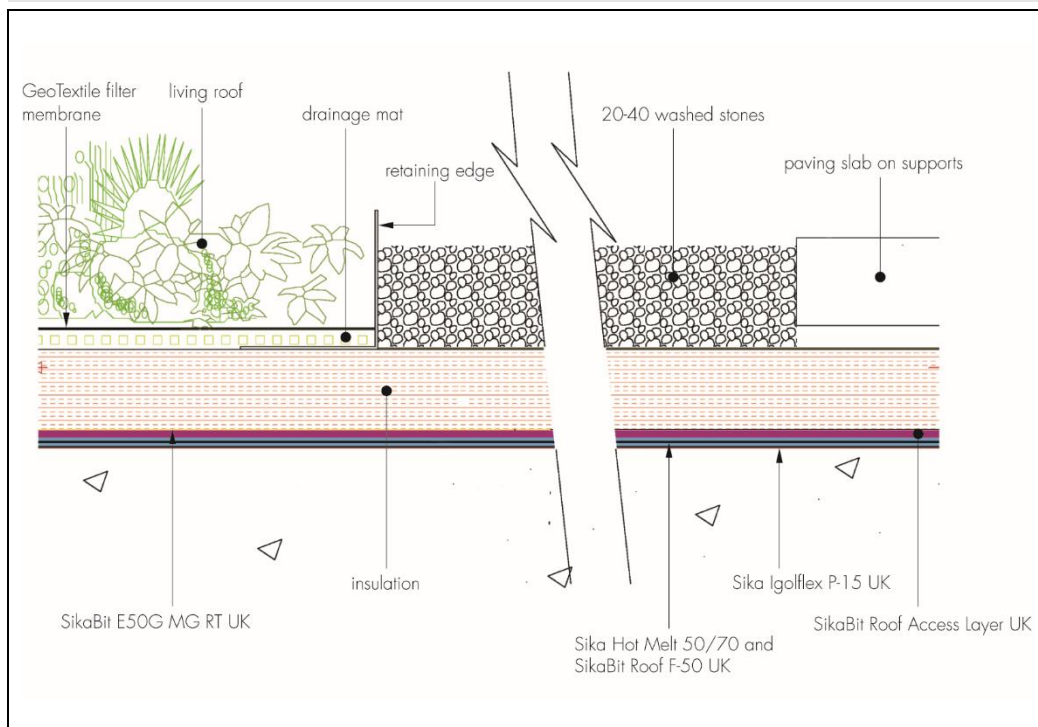 GeoTextile filter
membrane
living roof
drainage mat
retaining edge
20-40 washed stones
paving slab on supports
insulation
SikaBit E50G MG RT UK
Sika Igolflex P-15 UK
SikaBit Roof Access Layer UK
Sika Hot Melt 50/70 and
SikaBit Roof F-50 UK